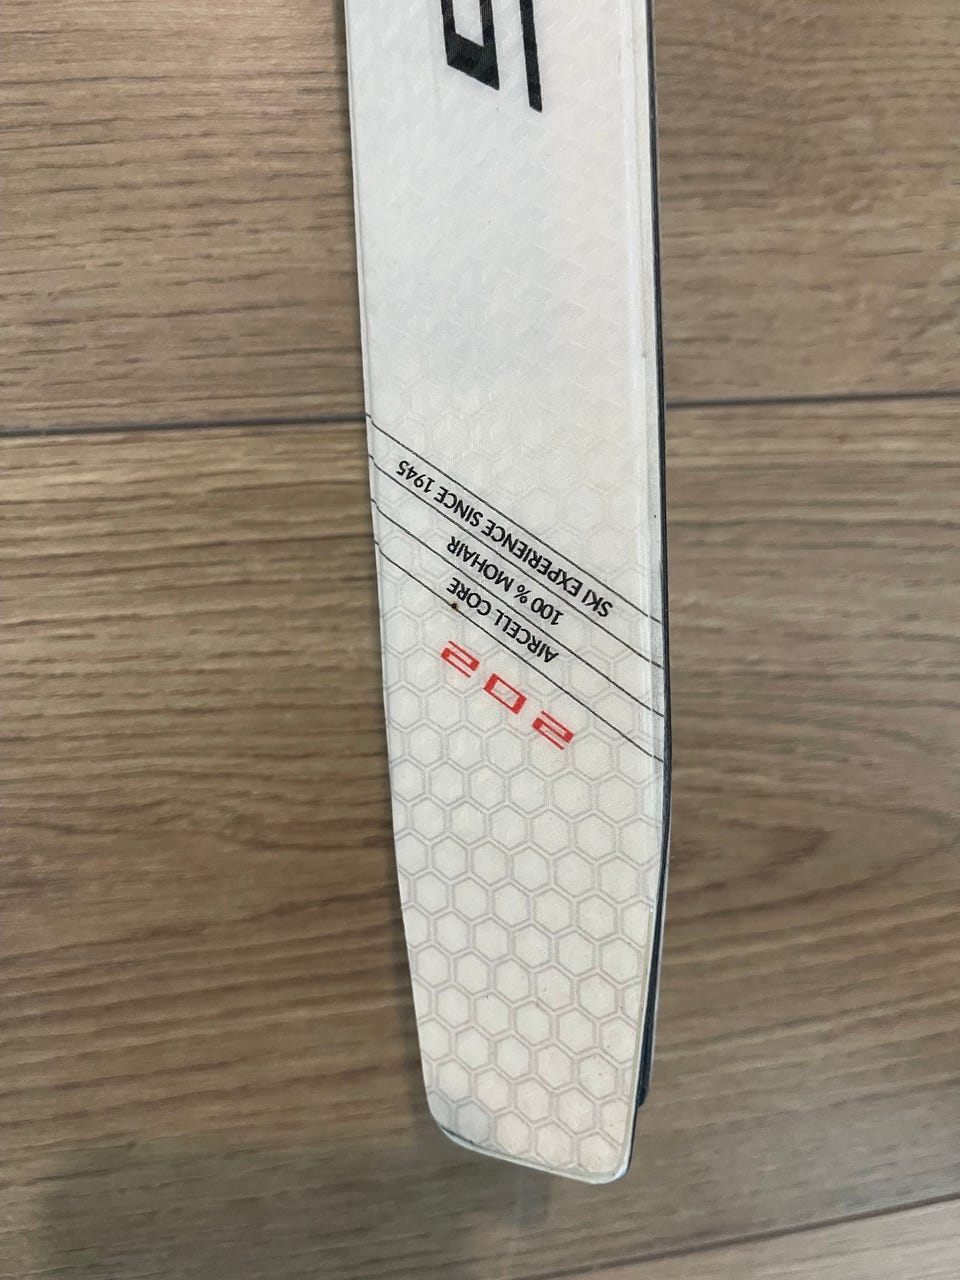 202
AIRCELL CORE
100 % MOHAIR
SKI EXPERIENCE SINCE 1945